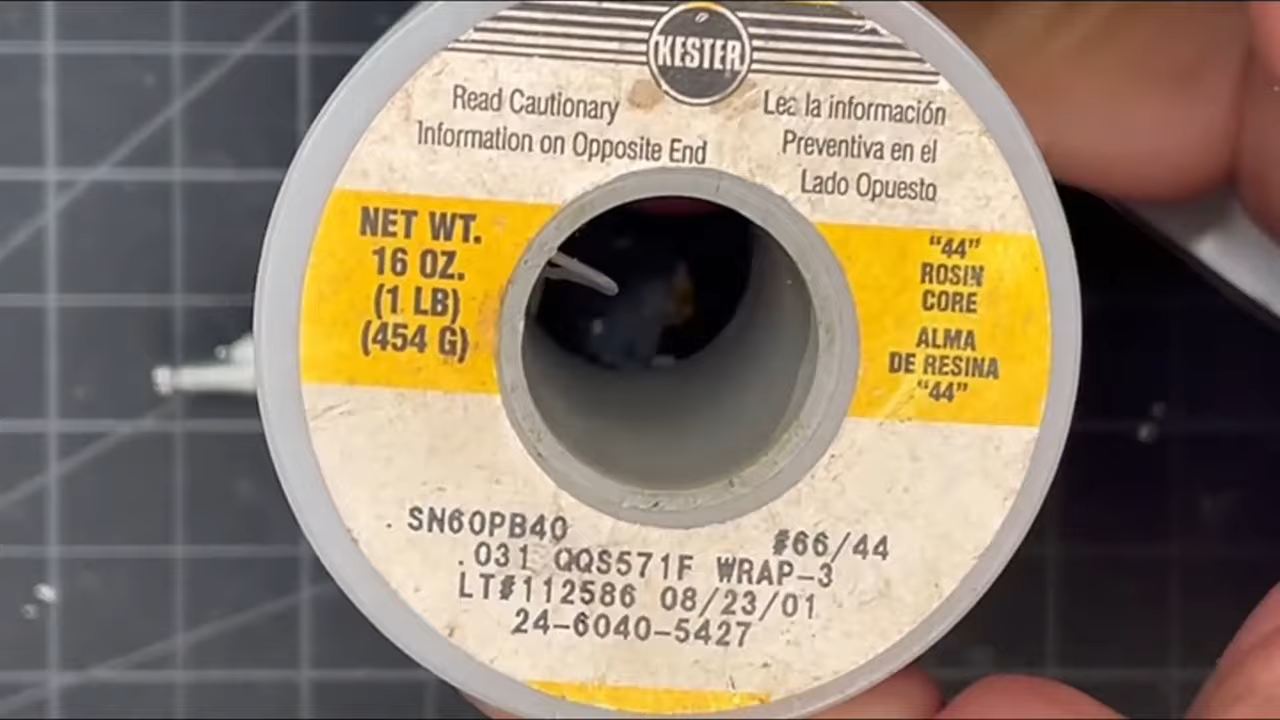 KESTER
Read Cautionary
Information on Opposite End
Lea la información
Preventiva en el
Lado Opuesto
NET WT.
16 OZ.
(1 LB)
(454 G)
“44”
ROSIN
CORE
ALMA
DE RESINA
“44”
SN60PB40 #66/44
.031 QQS571F WRAP-3
LT#112586 08/23/01
24-6040-5427